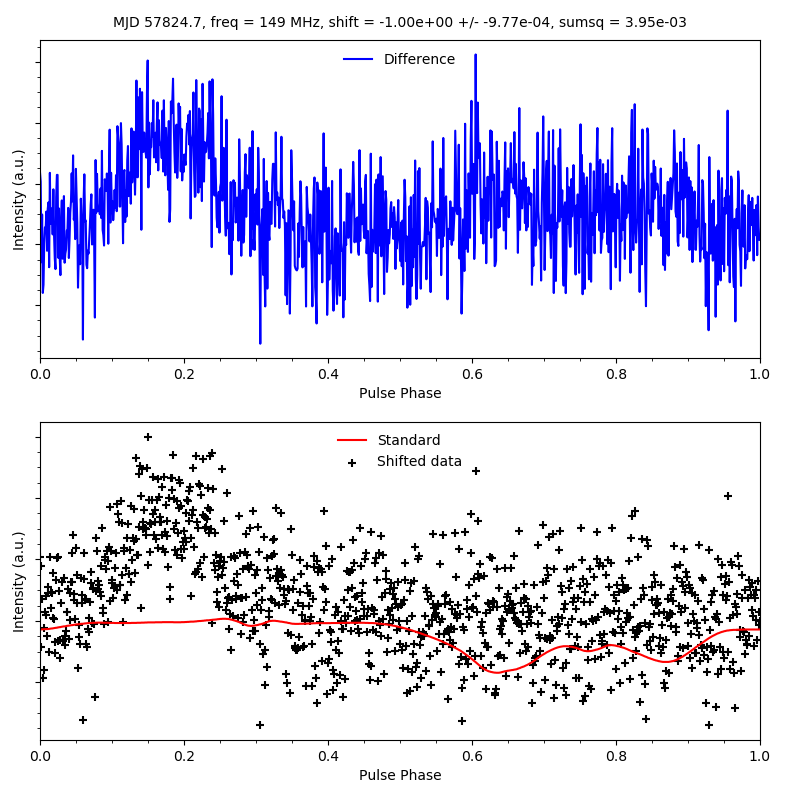 MJD 57824.7, freq = 149 MHz, shift = -1.00e+00 +/- -9.77e-04, sumsq = 3.95e-03
Difference
Intensity (a.u.)
0.0 0.2 0.4 0.6 0.8 1.0
Pulse Phase
Standard
Shifted data
Intensity (a.u.)
0.0 0.2 0.4 0.6 0.8 1.0
Pulse Phase